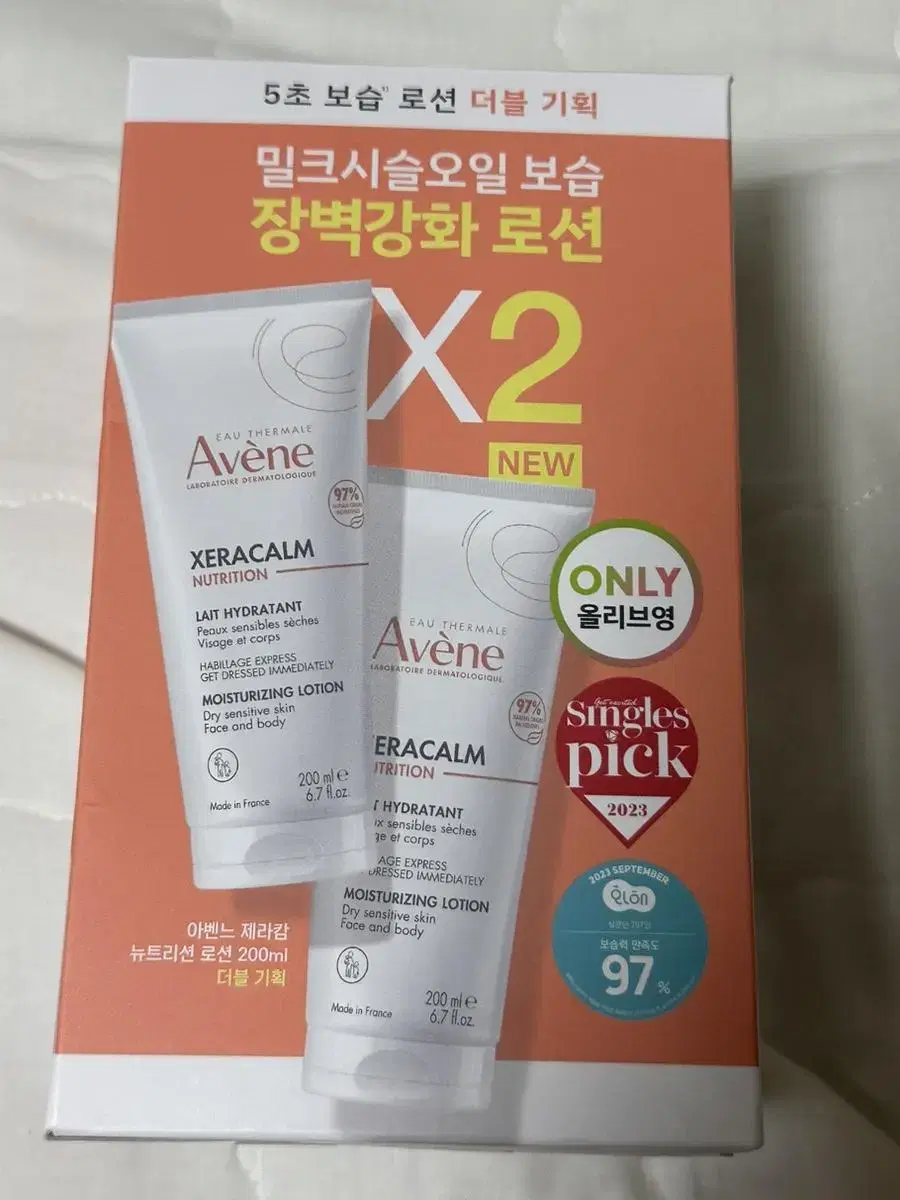 5초 보습 로션 더블 기획
밀크시슬오일 보습
장벽강화 로션
X2
NEW
EAU THERMALE
Avène
LABORATOIRE DERMATOLOGIQUE
97%
XERACALM
NUTRITION
LAIT HYDRATANT
Peaux sensibles sèches
Visage et corps
HABILLAGE EXPRESS
GET DRESSED IMMEDIATELY
MOISTURIZING LOTION
Dry sensitive skin
Face and body
200 ml e
6.7 fl.oz.
Made in France
EAU THERMALE
Avène
LABORATOIRE DERMATOLOGIQUE
97%
ERACALM
UTRITION
T HYDRATANT
ux sensibles sèches
ge et corps
LAGE EXPRESS
DRESSED IMMEDIATELY
MOISTURIZING LOTION
Dry sensitive skin
Face and body
200 ml e
6.7 fl.oz.
Made in France
ONLY
올리브영
Get excited
Singles
pick
2023
2023 SEPTEMBER
보습력 만족도
97 %
아벤느 제라캄
뉴트리션 로션 200ml
더블 기획